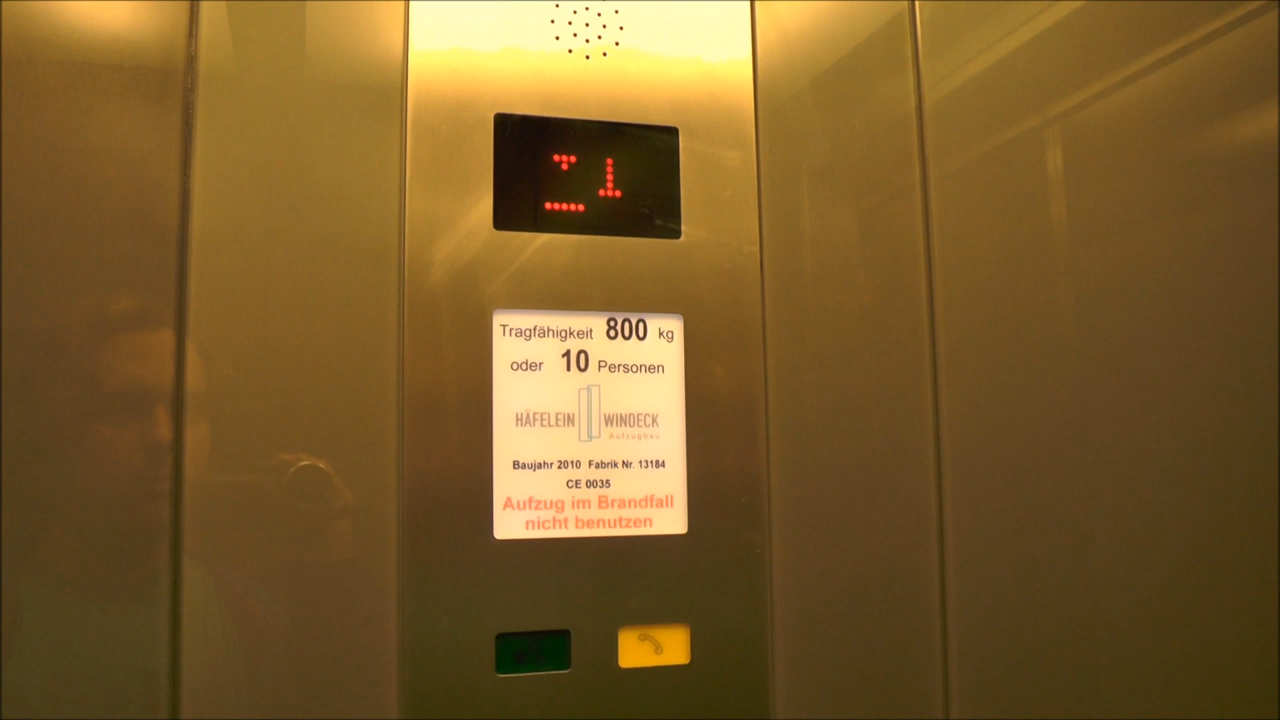 1
Tragfähigkeit 800 kg
oder 10 Personen
HÄFELEIN WINDECK
Aufzugbau
Baujahr 2010 Fabrik Nr. 13184
CE 0035
Aufzug im Brandfall
nicht benutzen